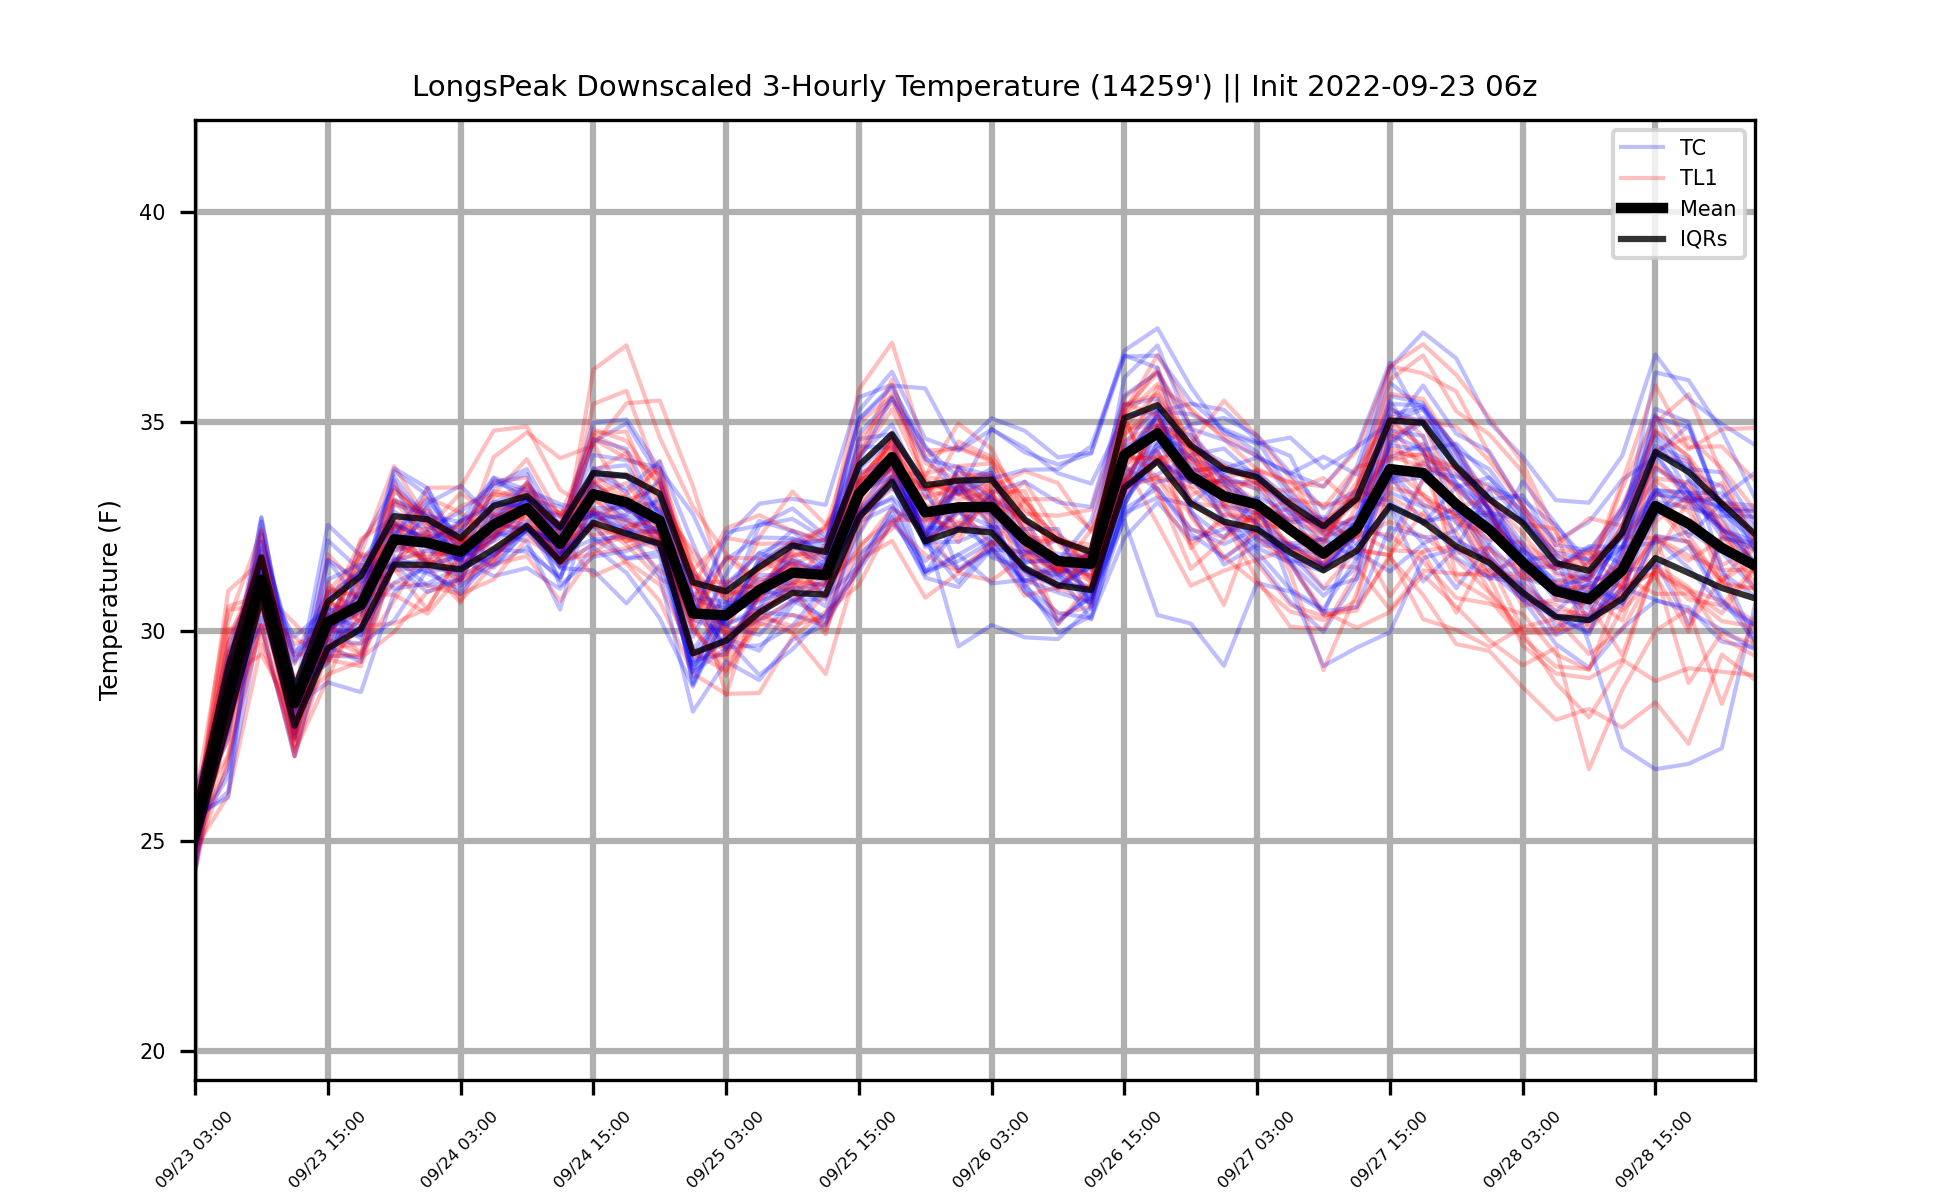 LongsPeak Downscaled 3-Hourly Temperature (14259') || Init 2022-09-23 06z
TC
TL1
Mean
IQRs
Temperature (F)
40
35
30
25
20
09/23 03:00
09/23 15:00
09/24 03:00
09/24 15:00
09/25 03:00
09/25 15:00
09/26 03:00
09/26 15:00
09/27 03:00
09/27 15:00
09/28 03:00
09/28 15:00